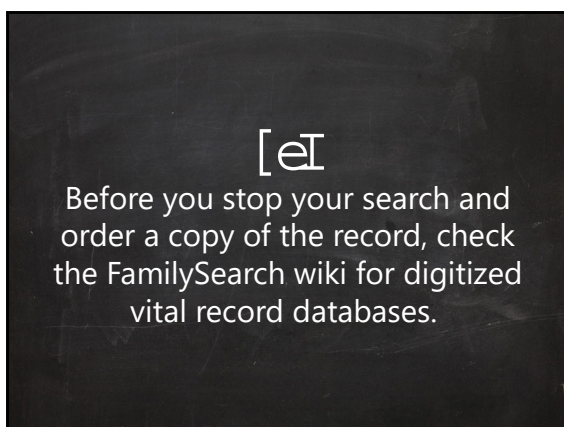 [eI
Before you stop your search and
order a copy of the record, check
the FamilySearch wiki for digitized
vital record databases.